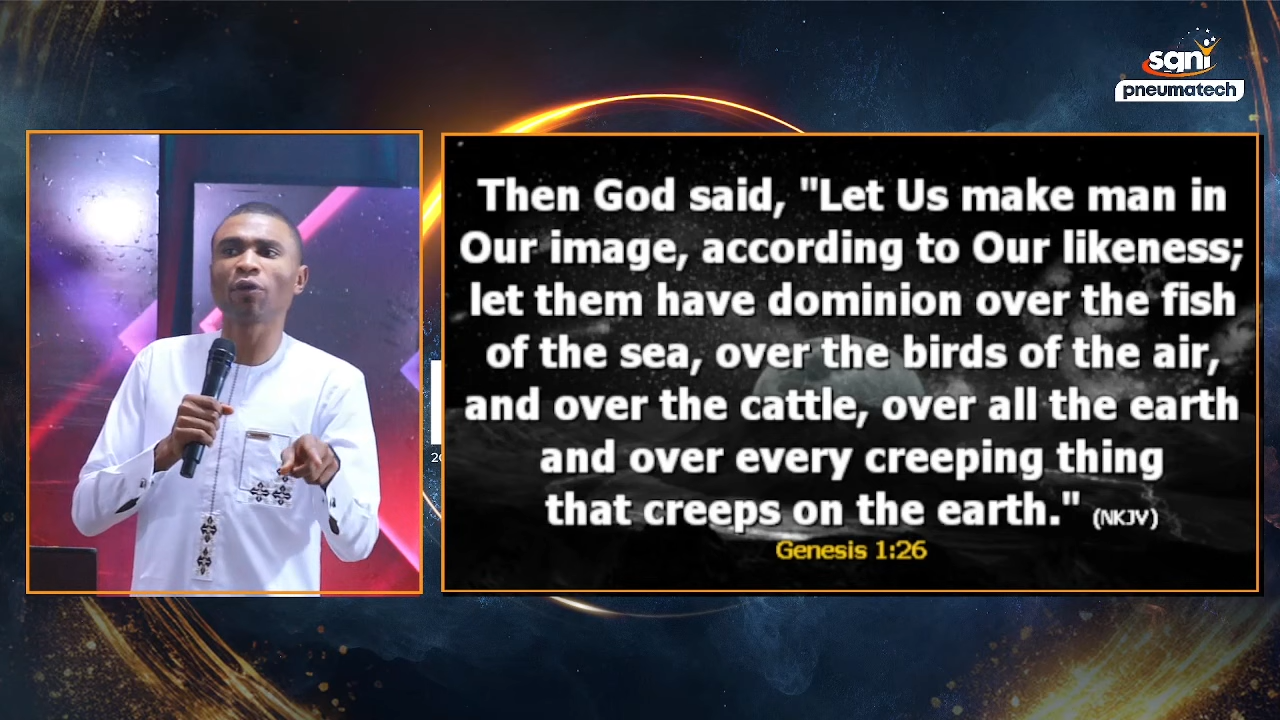 sgni
pneumatech
Then God said, "Let Us make man in
Our image, according to Our likeness;
let them have dominion over the fish
of the sea, over the birds of the air,
and over the cattle, over all the earth
and over every creeping thing
that creeps on the earth." (NKJV)
Genesis 1:26